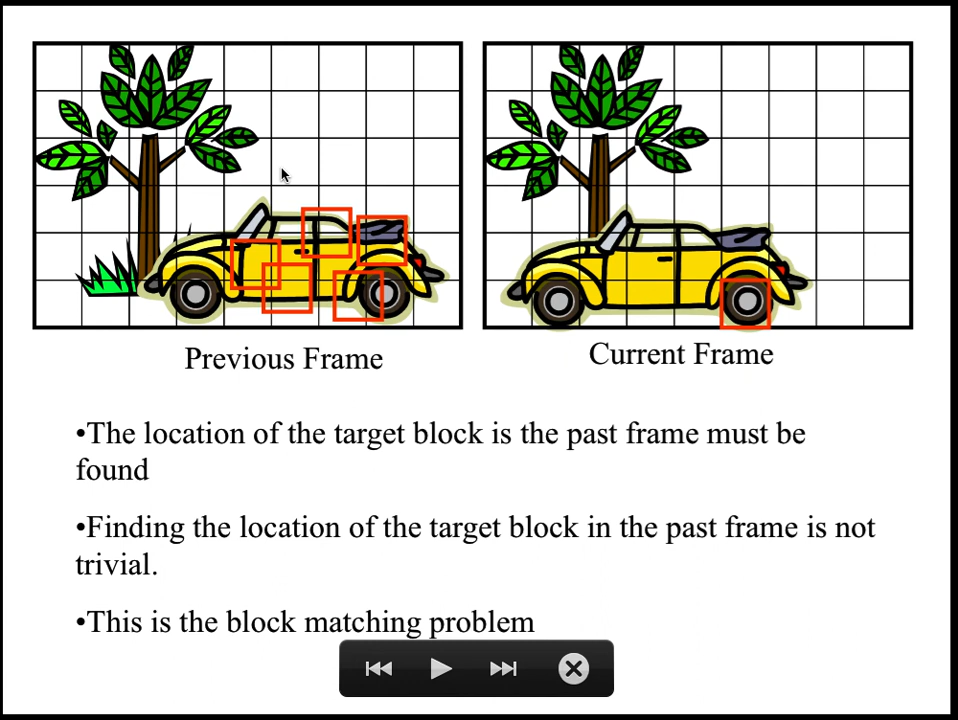 Previous Frame
Current Frame
•The location of the target block is the past frame must be
found
•Finding the location of the target block in the past frame is not
trivial.
•This is the block matching problem